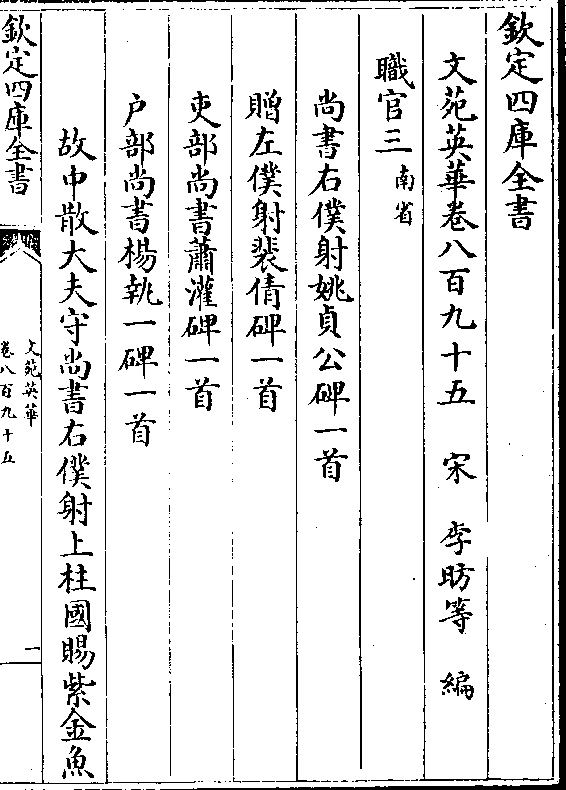 欽定四庫全書
文苑英華卷八百九十五　宋　李昉等　編
職官三　南省
尚書右僕射姚貞公碑一首
贈左僕射裴倩碑一首
吏部尚書蕭灌碑一首
户部尚書楊執一碑一首
故中散大夫守尚書右僕射上柱國賜紫金魚
欽定四庫全書
文苑英華
卷八百九十五
一